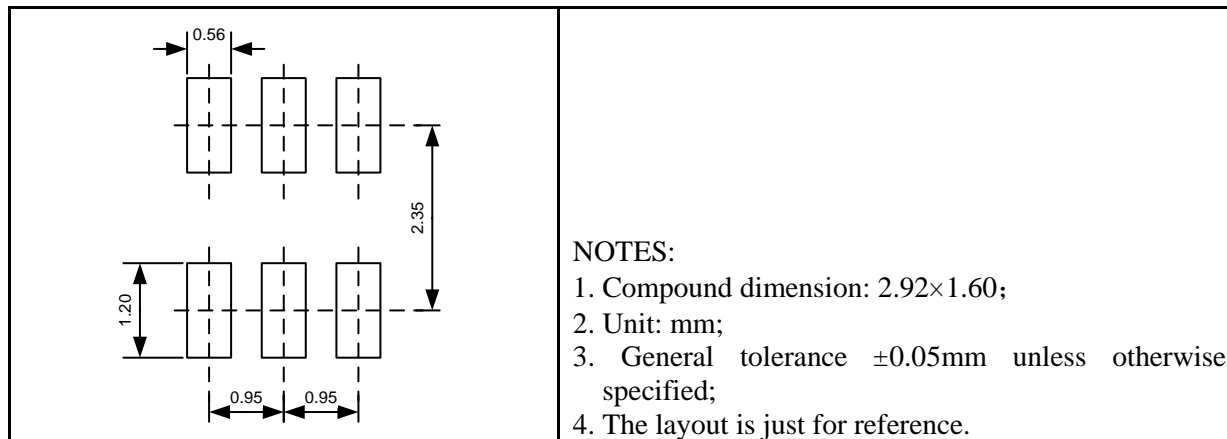 0.56
2.35
1.20
0.95
0.95
NOTES:
1. Compound dimension: 2.92×1.60；
2. Unit: mm;
3. General tolerance ±0.05mm unless otherwise
specified;
4. The layout is just for reference.